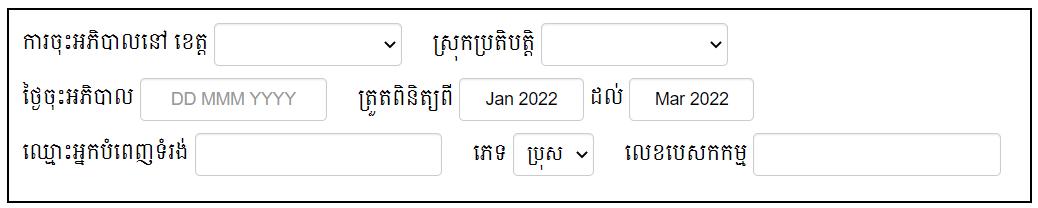 ការចុះអភិបាលនៅ ខេត្ត ស្រុកប្រតិបត្តិ
ថ្ងៃចុះអភិបាល DD MMM YYYY ត្រួតពិនិត្យពី Jan 2022 ដល់ Mar 2022
ឈ្មោះអ្នកបំពេញទំរង់ ភេទ ប្រុស លេខបេសកកម្ម